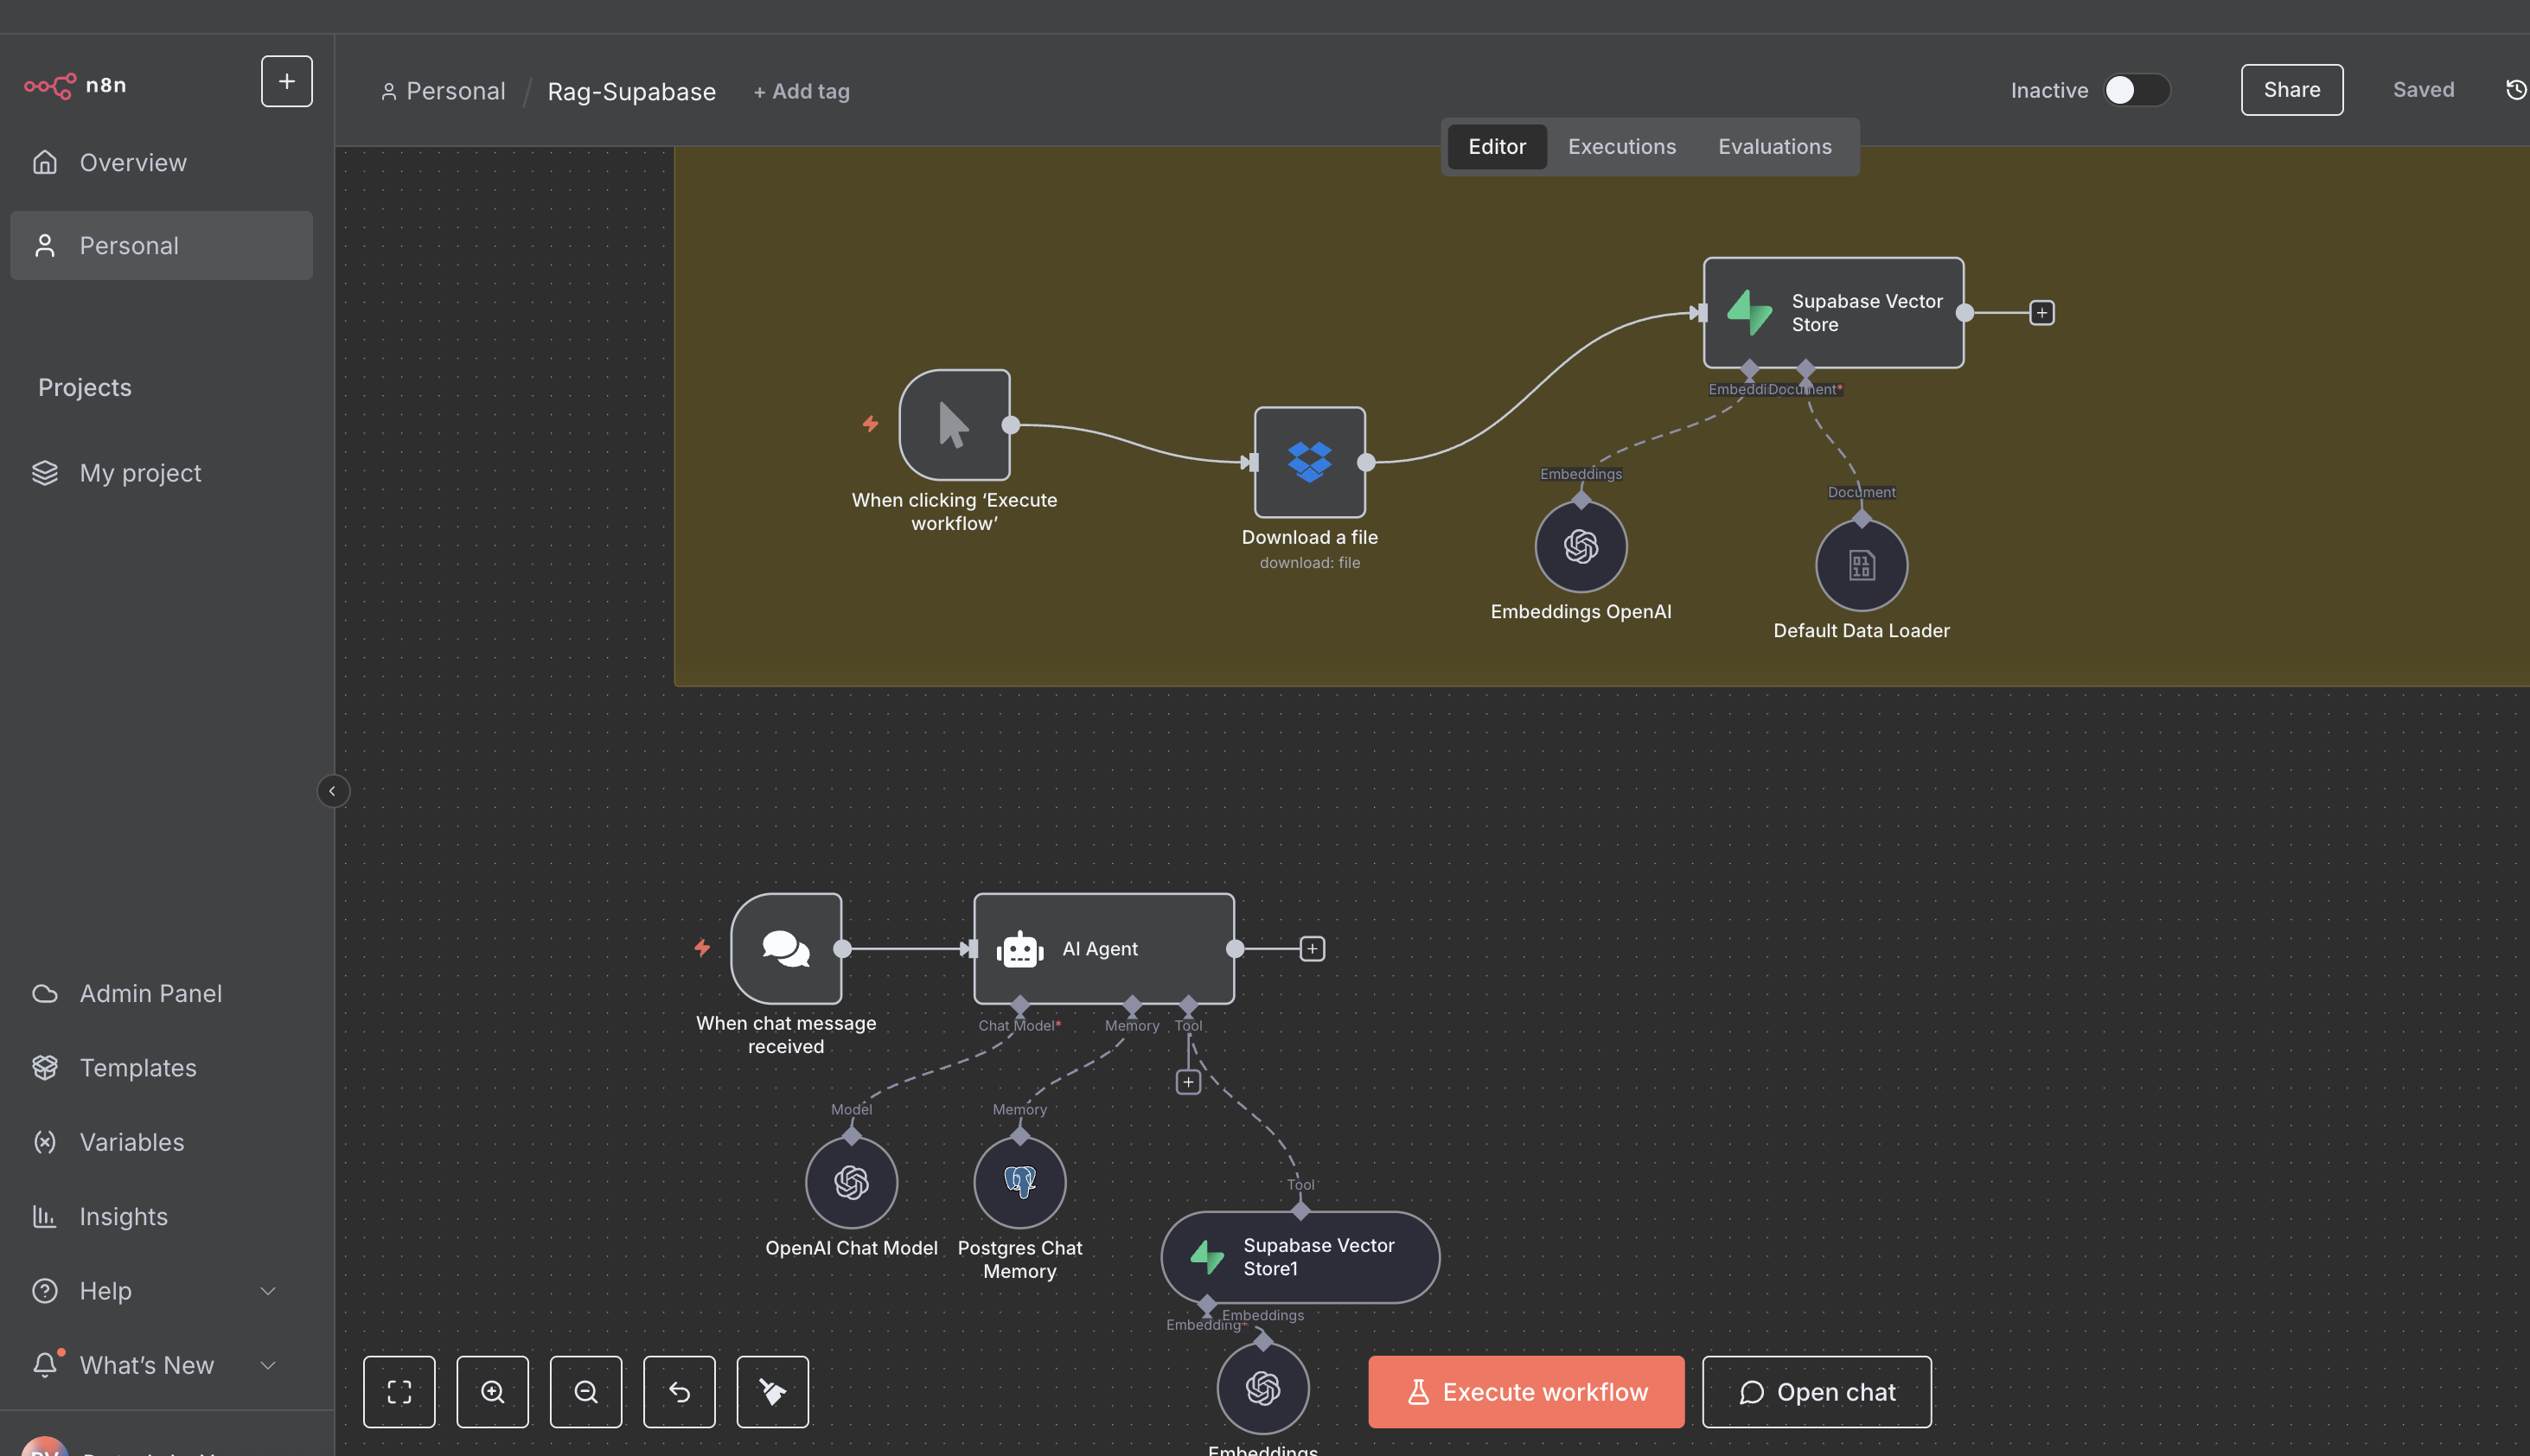 n8n
+
Overview
Personal
Projects
My project
Admin Panel
Templates
Variables
Insights
Help
What's New
Personal / Rag-Supabase + Add tag
Inactive
Share
Saved
Editor Executions Evaluations
When clicking ‘Execute
workflow’
Download a file
download: file
Supabase Vector
Store
Document*
Embeddings
Embeddings OpenAI
Document
01
10
Default Data Loader
When chat message
received
AI Agent
Chat Model* Memory Tool
Model
OpenAI Chat Model
Memory
Postgres Chat
Memory
Tool
Supabase Vector
Store1
Embeddings
Embedding*
Embeddings
Execute workflow
Open chat